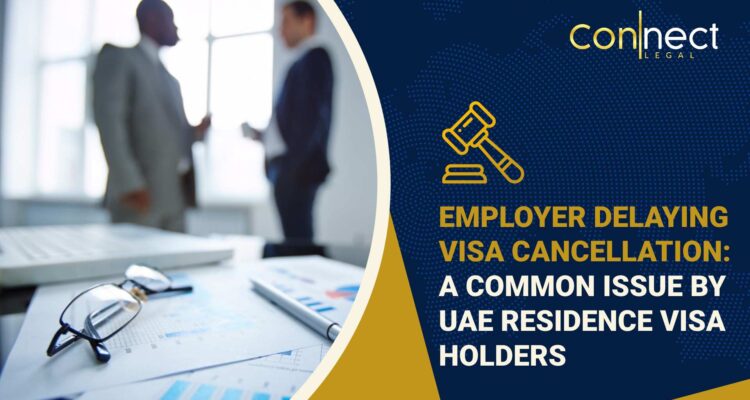 Connect
LEGAL
EMPLOYER DELAYING
VISA CANCELLATION:
A COMMON ISSUE BY
UAE RESIDENCE VISA
HOLDERS